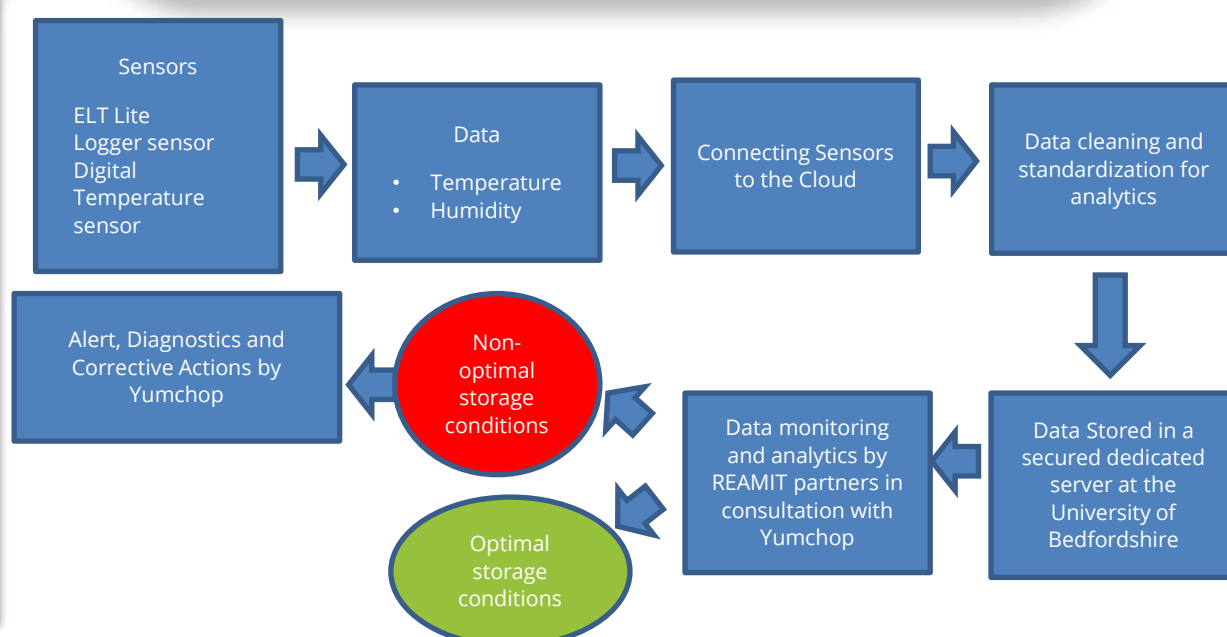 Sensors
ELT Lite
Logger sensor
Digital
Temperature
sensor
Data
• Temperature
• Humidity
Connecting Sensors
to the Cloud
Data cleaning and
standardization for
analytics
Data Stored in a
secured dedicated
server at the
University of
Bedfordshire
Data monitoring
and analytics by
REAMIT partners in
consultation with
Yumchop
Non-
optimal
storage
conditions
Optimal
storage
conditions
Alert, Diagnostics and
Corrective Actions by
Yumchop